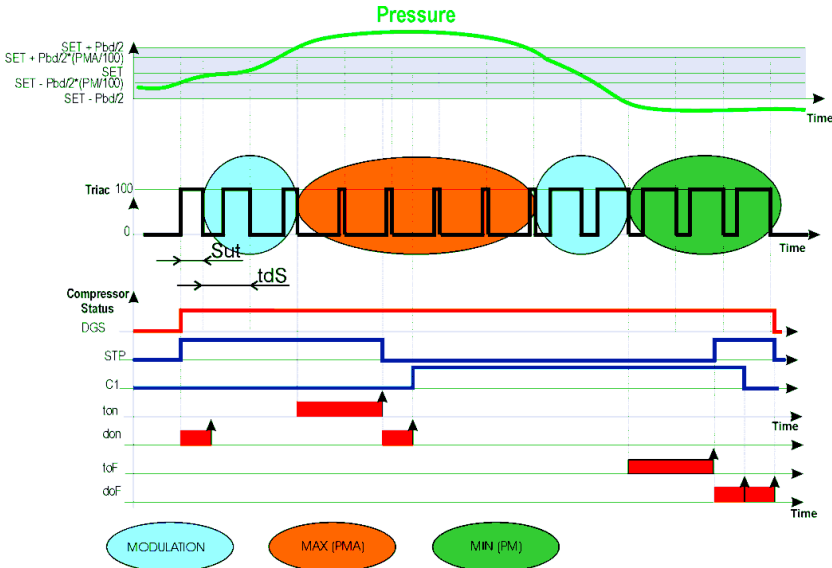 Pressure
SET + Pbd/2
SET + Pbd/2*(PMA/100)
SET
SET - Pbd/2*(PM/100)
SET - Pbd/2
Time
Triac
100
0
Time
Sut
tdS
Compressor
Status
DGS
STP
C1
ton
Time
don
toF
doF
Time
MODULATION
MAX (PMA)
MIN (PM)